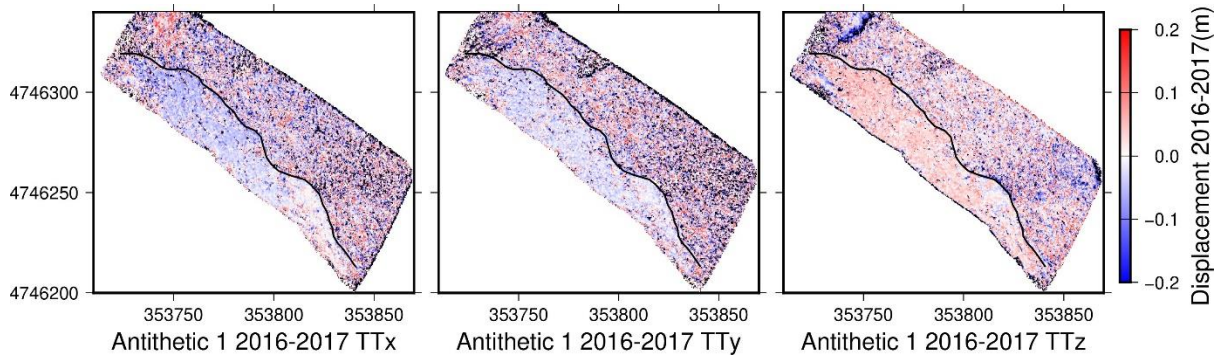 4746300
4746250
4746200
353750 353800 353850
353750 353800 353850
353750 353800 353850
Antithetic 1 2016-2017 TTx
Antithetic 1 2016-2017 TTy
Antithetic 1 2016-2017 TTz
0.2
0.1
0.0
−0.1
−0.2
Displacement 2016-2017(m)